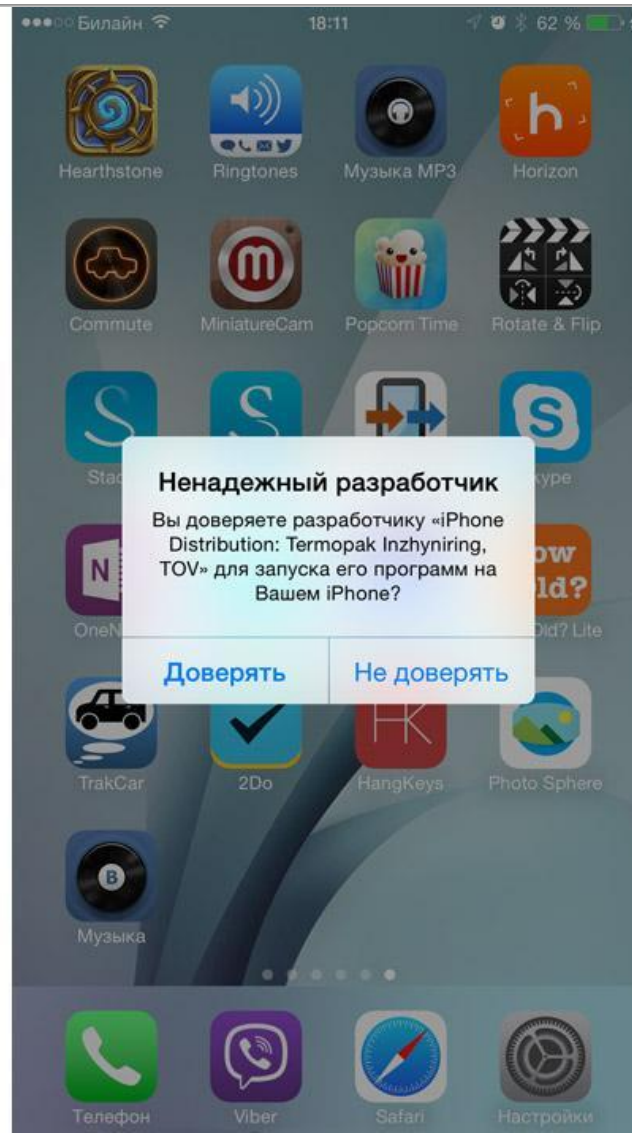 Билайн 18:11 62 %
Hearthstone Ringtones Музыка MP3 Horizon
Commute MiniatureCam Popcorn Time Rotate & Flip
Ненадежный разработчик
Вы доверяете разработчику «iPhone
Distribution: Termopak Inzhyniring,
TOV» для запуска его программ на
Вашем iPhone?
Доверять Не доверять
TrakCar 2Do HangKeys Photo Sphere
Музыка
Телефон Viber Safari Настройки